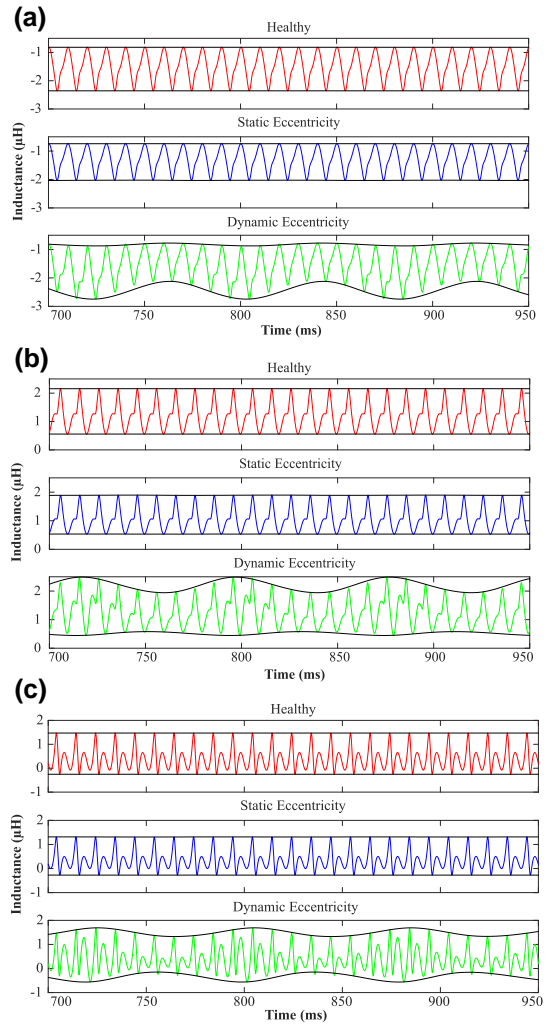 (a)
Healthy
-1
-2
-3
Static Eccentricity
-1
-2
-3
Inductance (µH)
Dynamic Eccentricity
-1
-2
-3
700 750 800 850 900 950
Time (ms)
(b)
Healthy
2
1
0
Static Eccentricity
2
1
0
Inductance (µH)
Dynamic Eccentricity
2
1
0
700 750 800 850 900 950
Time (ms)
(c)
Healthy
2
1
0
-1
Static Eccentricity
2
1
0
-1
Inductance (µH)
Dynamic Eccentricity
2
1
0
-1
700 750 800 850 900 950
Time (ms)